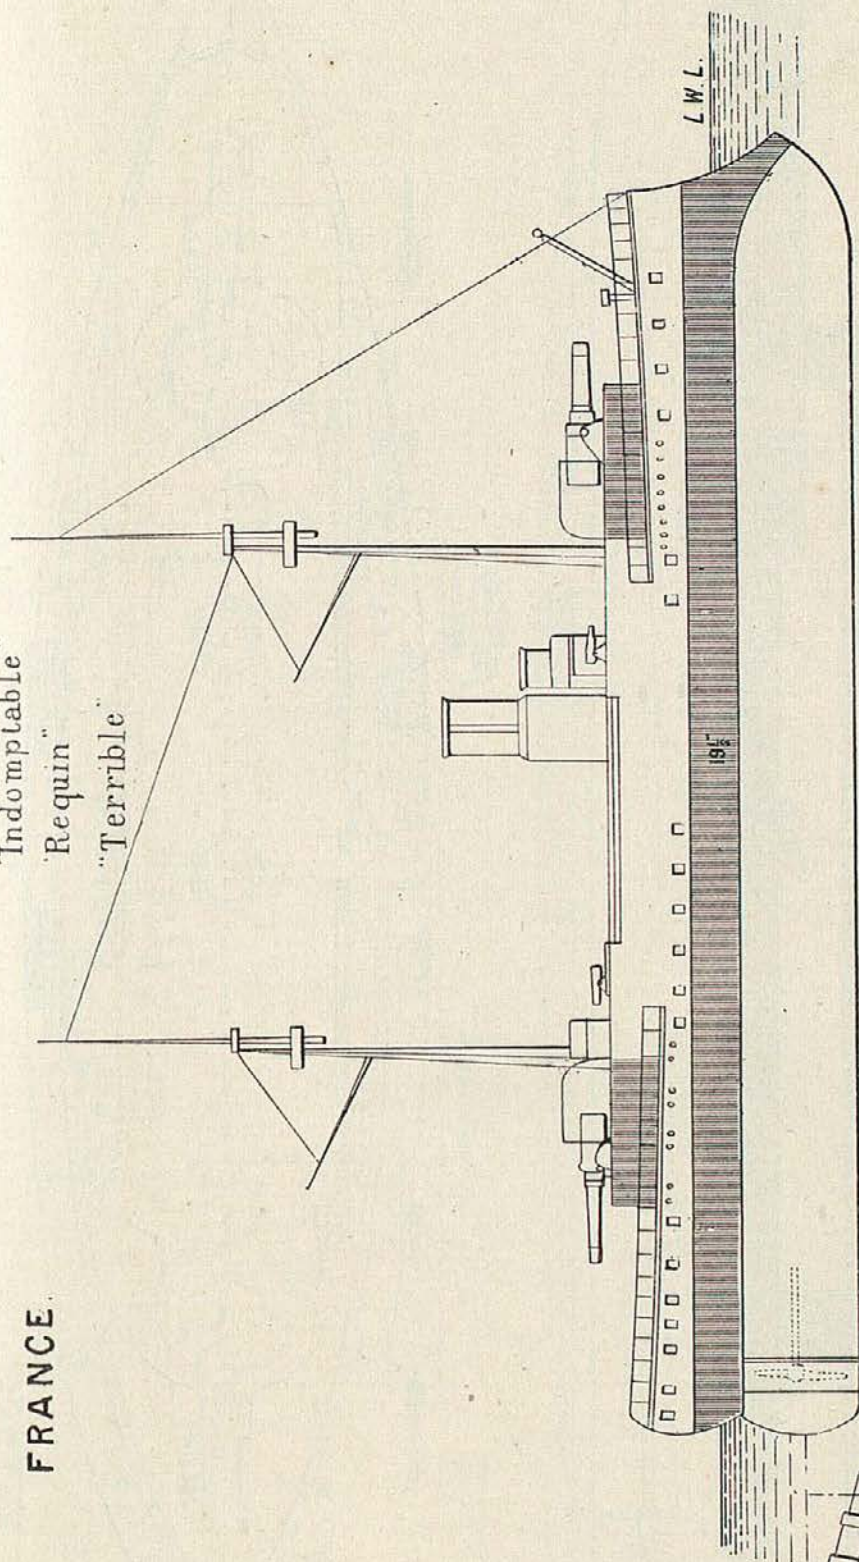 FRANCE.
"Indomptable
"Requin"
"Terrible"
L.W.L.
19½"